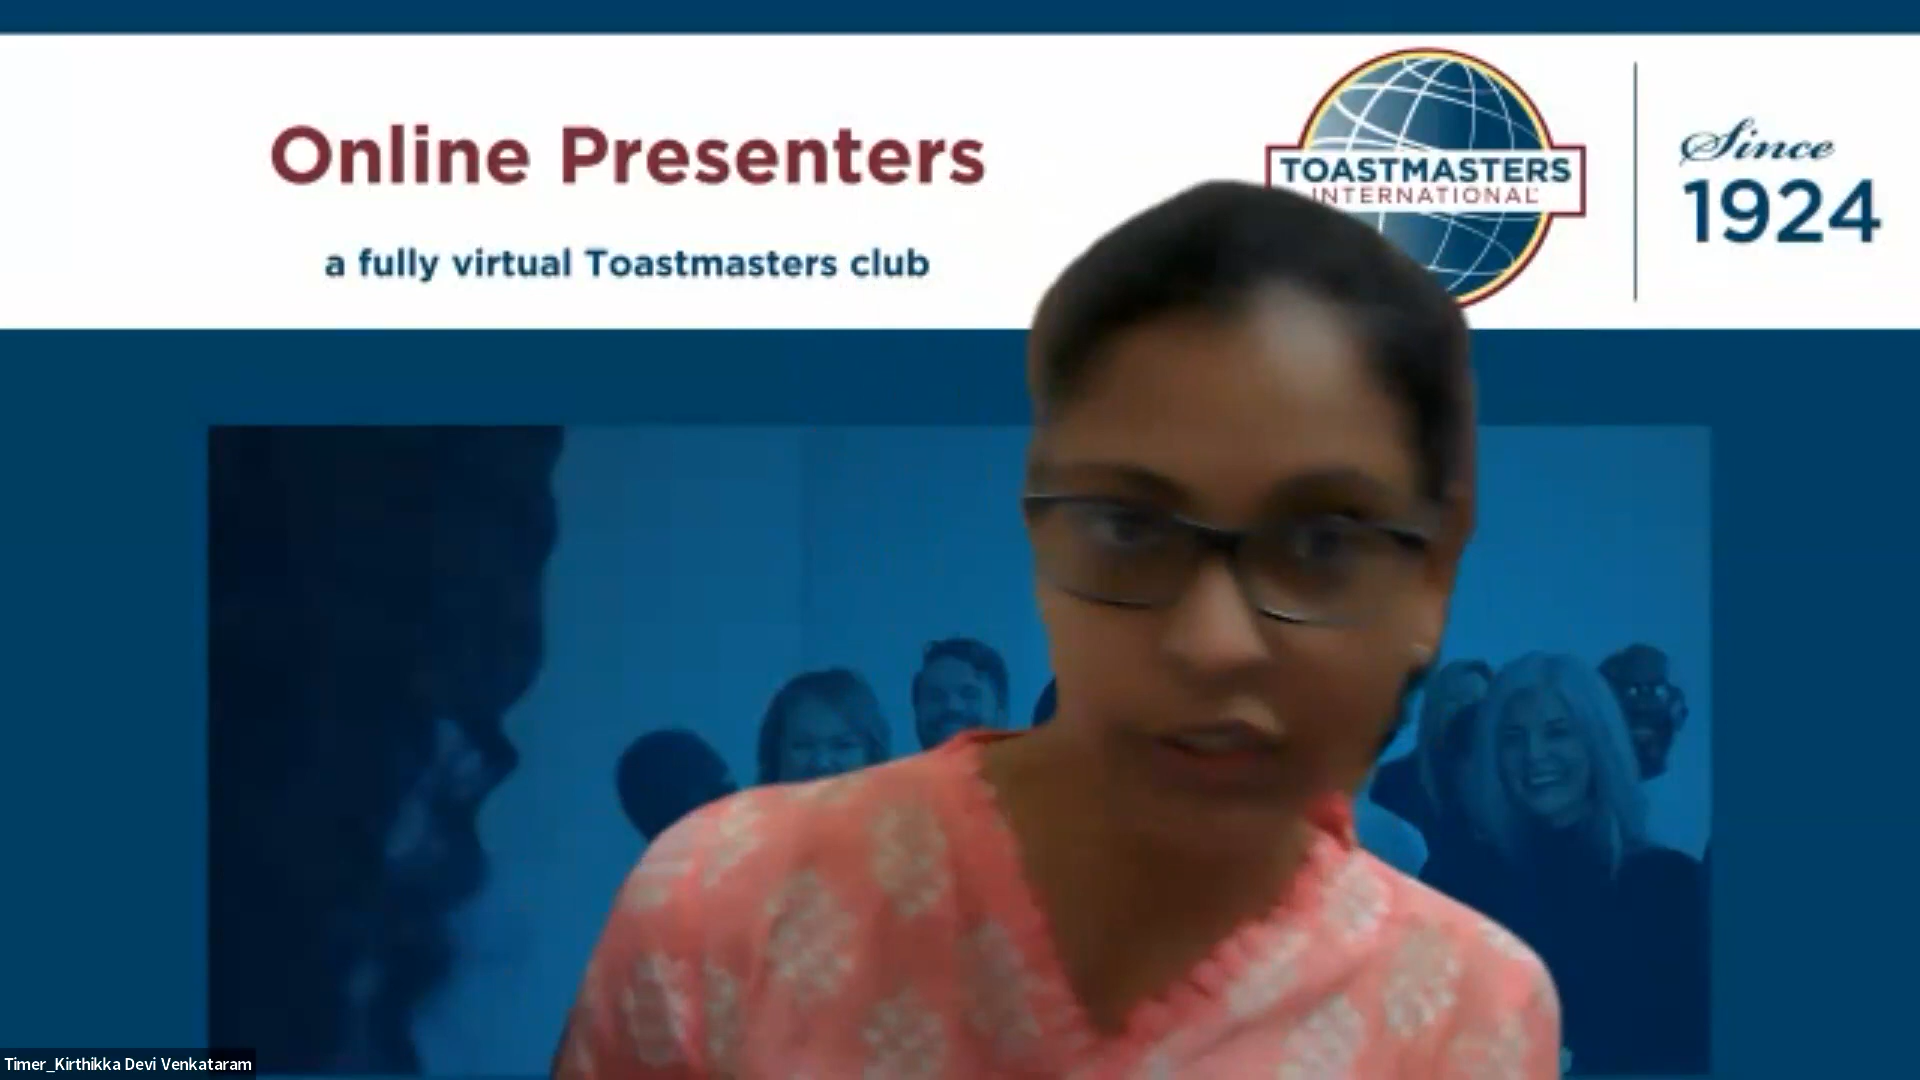 Online Presenters
a fully virtual Toastmasters club
TOASTMASTERS
INTERNATIONAL
Since
1924
Timer_Kirthikka Devi Venkataram